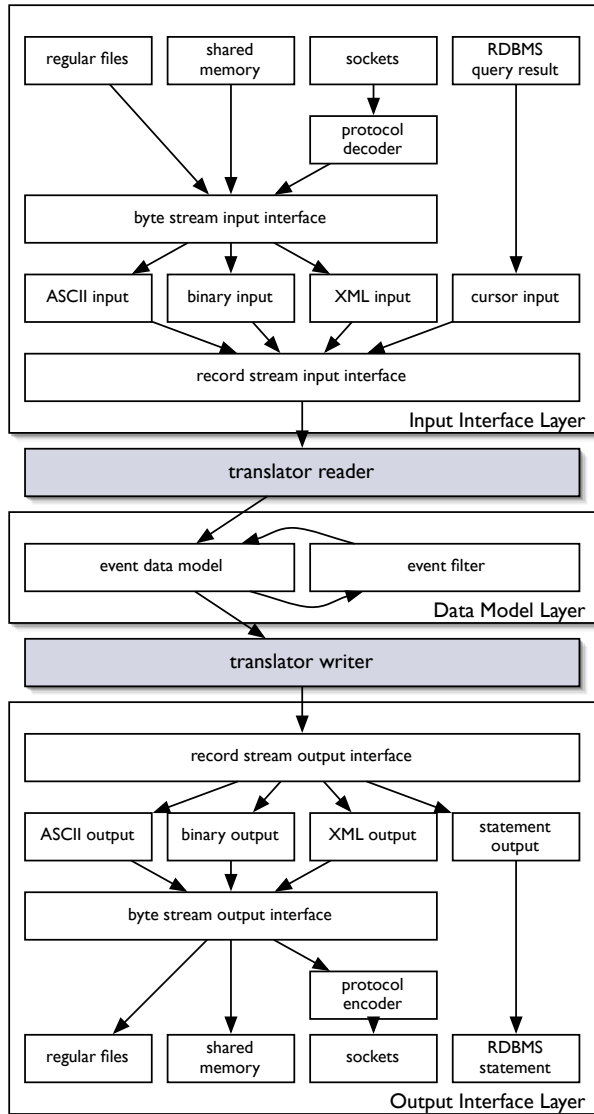 regular files
shared
memory
sockets
RDBMS
query result
protocol
decoder
byte stream input interface
ASCII input
binary input
XML input
cursor input
record stream input interface
Input Interface Layer
translator reader
event data model
event filter
Data Model Layer
translator writer
record stream output interface
ASCII output
binary output
XML output
statement
output
byte stream output interface
protocol
encoder
regular files
shared
memory
sockets
RDBMS
statement
Output Interface Layer